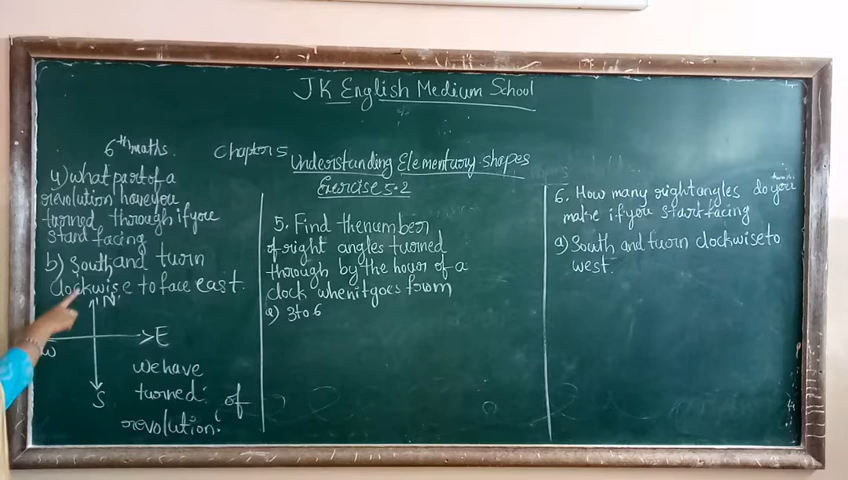 JK English Medium School
6th maths.
Chapter 5
Understanding Elementary shapes
Exercise 5.2
4) what part of a
revolution have you
turned through if you
stard facing
b) South and turn
clockwise to face east.
N
W
E
S
we have
turned
of
revolution.
5. Find the number
of right angles turned
through by the hour of a
clock when it goes from
a) 3 to 6
6. How many right angles do you
make if you start facing
a) South and turn clockwise to
west.